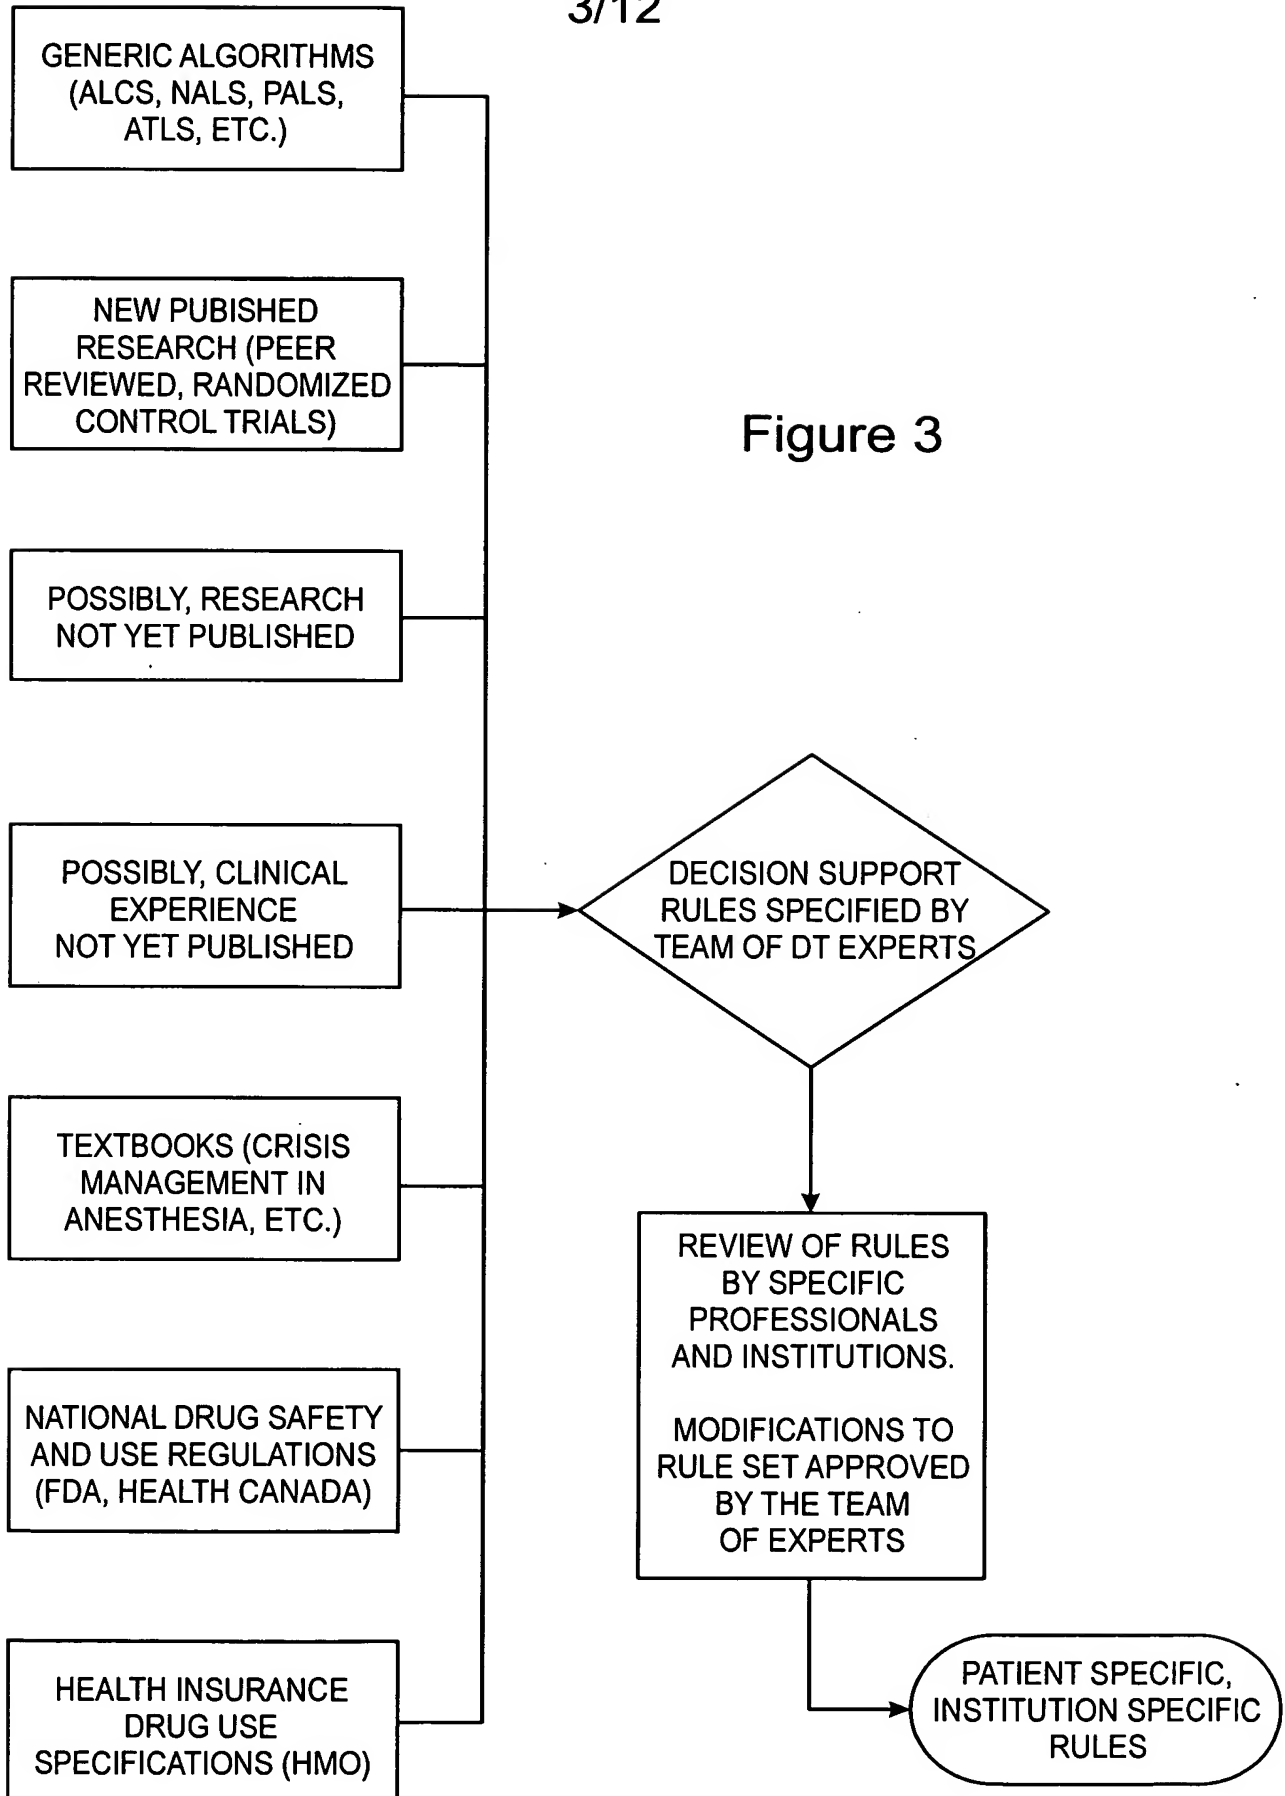 3/12
GENERIC ALGORITHMS
(ALCS, NALS, PALS,
ATLS, ETC.)
NEW PUBISHED
RESEARCH (PEER
REVIEWED, RANDOMIZED
CONTROL TRIALS)
Figure 3
POSSIBLY, RESEARCH
NOT YET PUBLISHED
POSSIBLY, CLINICAL
EXPERIENCE
NOT YET PUBLISHED
DECISION SUPPORT
RULES SPECIFIED BY
TEAM OF DT EXPERTS
TEXTBOOKS (CRISIS
MANAGEMENT IN
ANESTHESIA, ETC.)
REVIEW OF RULES
BY SPECIFIC
PROFESSIONALS
AND INSTITUTIONS.
MODIFICATIONS TO
RULE SET APPROVED
BY THE TEAM
OF EXPERTS
NATIONAL DRUG SAFETY
AND USE REGULATIONS
(FDA, HEALTH CANADA)
HEALTH INSURANCE
DRUG USE
SPECIFICATIONS (HMO)
PATIENT SPECIFIC,
INSTITUTION SPECIFIC
RULES